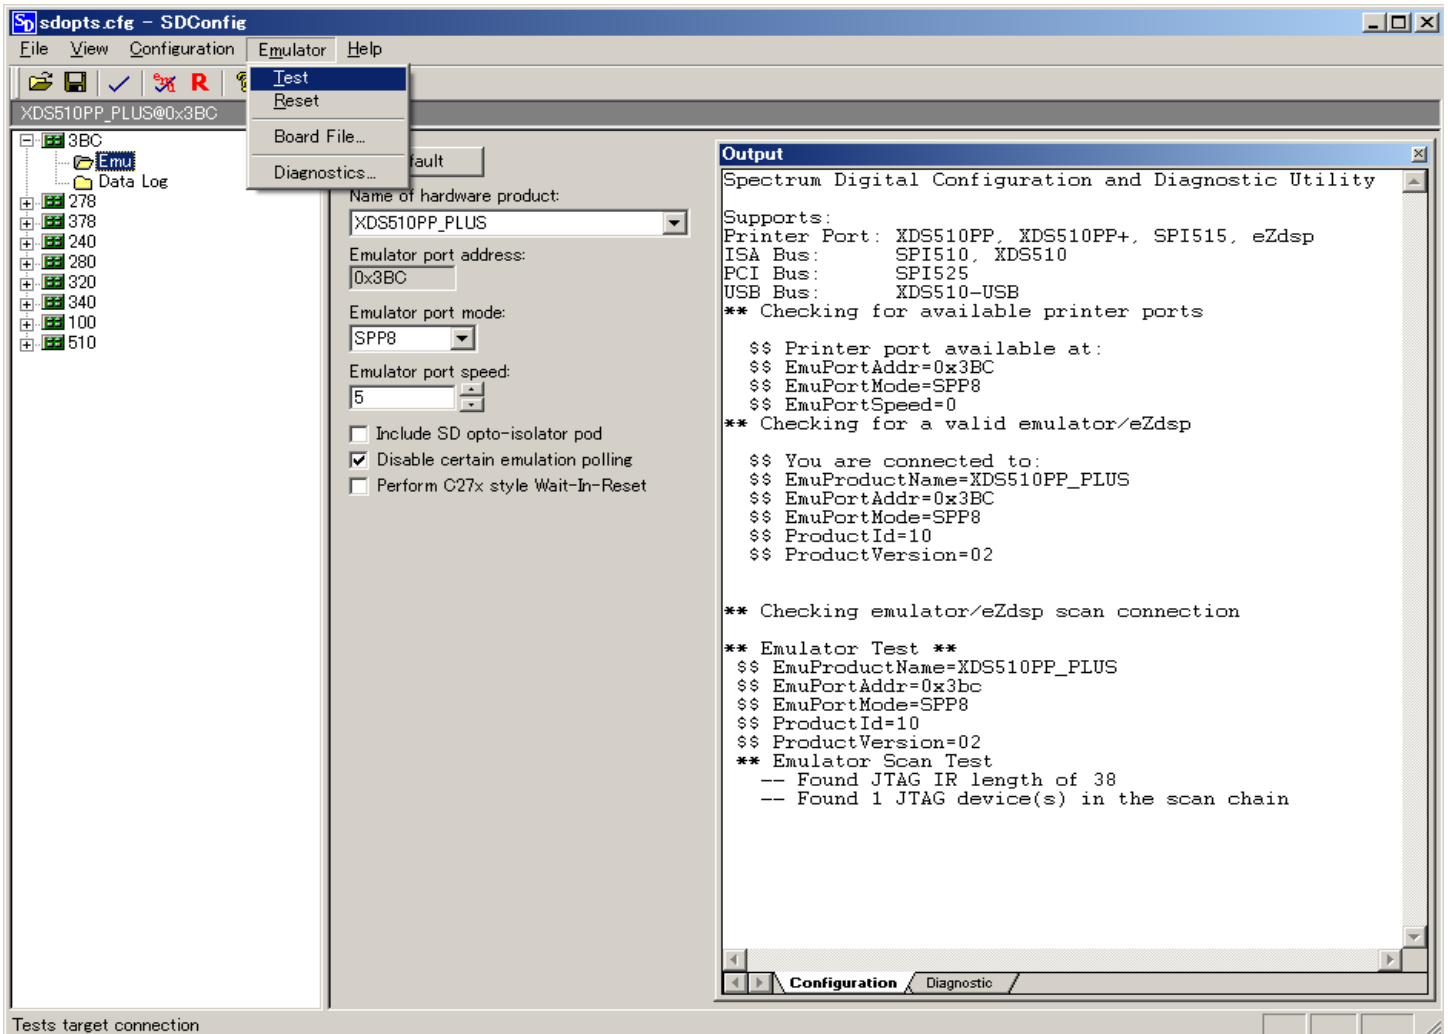 sdopts.cfg - SDConfig
File View Configuration Emulator Help
Test
Reset
Board File...
Diagnostics...
R
XDS510PP_PLUS@0x3BC
3BC
Emu
Data Log
278
378
240
280
320
340
100
510
fault
Name of hardware product:
XDS510PP_PLUS
Emulator port address:
0x3BC
Emulator port mode:
SPP8
Emulator port speed:
5
Include SD opto-isolator pod
Disable certain emulation polling
Perform C27x style Wait-In-Reset
Output
Spectrum Digital Configuration and Diagnostic Utility
Supports:
Printer Port: XDS510PP, XDS510PP+, SPI515, eZdsp
ISA Bus: SPI510, XDS510
PCI Bus: SPI525
USB Bus: XDS510-USB
** Checking for available printer ports
$$ Printer port available at:
$$ EmuPortAddr=0x3BC
$$ EmuPortMode=SPP8
$$ EmuPortSpeed=0
** Checking for a valid emulator/eZdsp
$$ You are connected to:
$$ EmuProductName=XDS510PP_PLUS
$$ EmuPortAddr=0x3BC
$$ EmuPortMode=SPP8
$$ ProductId=10
$$ ProductVersion=02
** Checking emulator/eZdsp scan connection
** Emulator Test **
$$ EmuProductName=XDS510PP_PLUS
$$ EmuPortAddr=0x3bc
$$ EmuPortMode=SPP8
$$ ProductId=10
$$ ProductVersion=02
** Emulator Scan Test
-- Found JTAG IR length of 38
-- Found 1 JTAG device(s) in the scan chain
Configuration Diagnostic
Tests target connection